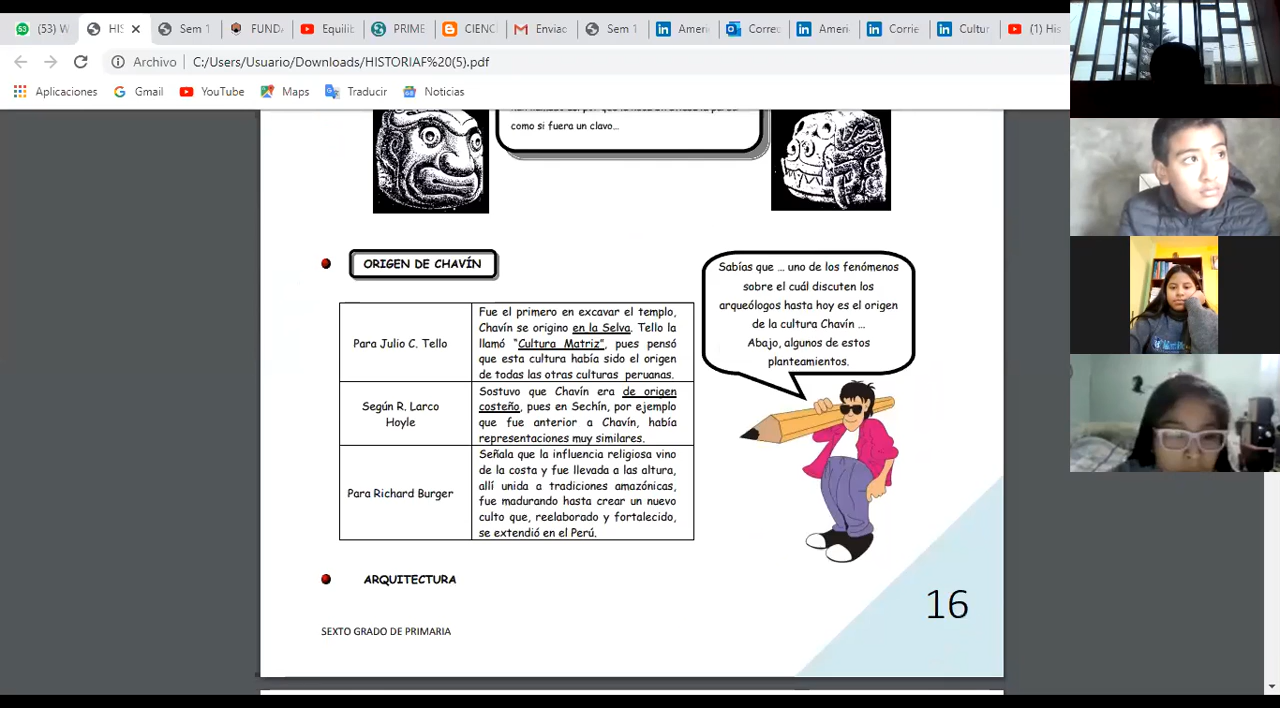 (53) W
HIS
Sem 1
FUNDA
Equilib
PRIME
CIENC
Enviac
Sem 1
Ameri
Correo
Ameri
Corrie
Cultur
(1) His
Archivo | C:/Users/Usuario/Downloads/HISTORIAF%20(5).pdf
Aplicaciones Gmail YouTube Maps Traducir Noticias
como si fuera un clavo...
ORIGEN DE CHAVÍN
Para Julio C. Tello
Fue el primero en excavar el templo,
Chavín se origino en la Selva. Tello la
llamó "Cultura Matriz", pues pensó
que esta cultura había sido el origen
de todas las otras culturas peruanas.
Según R. Larco
Hoyle
Sostuvo que Chavín era de origen
costeño, pues en Sechín, por ejemplo
que fue anterior a Chavín, había
representaciones muy similares.
Para Richard Burger
Señala que la influencia religiosa vino
de la costa y fue llevada a las altura,
allí unida a tradiciones amazónicas,
fue madurando hasta crear un nuevo
culto que, reelaborado y fortalecido,
se extendió en el Perú.
Sabías que ... uno de los fenómenos
sobre el cuál discuten los
arqueólogos hasta hoy es el origen
de la cultura Chavín ...
Abajo, algunos de estos
planteamientos.
ARQUITECTURA
16
SEXTO GRADO DE PRIMARIA